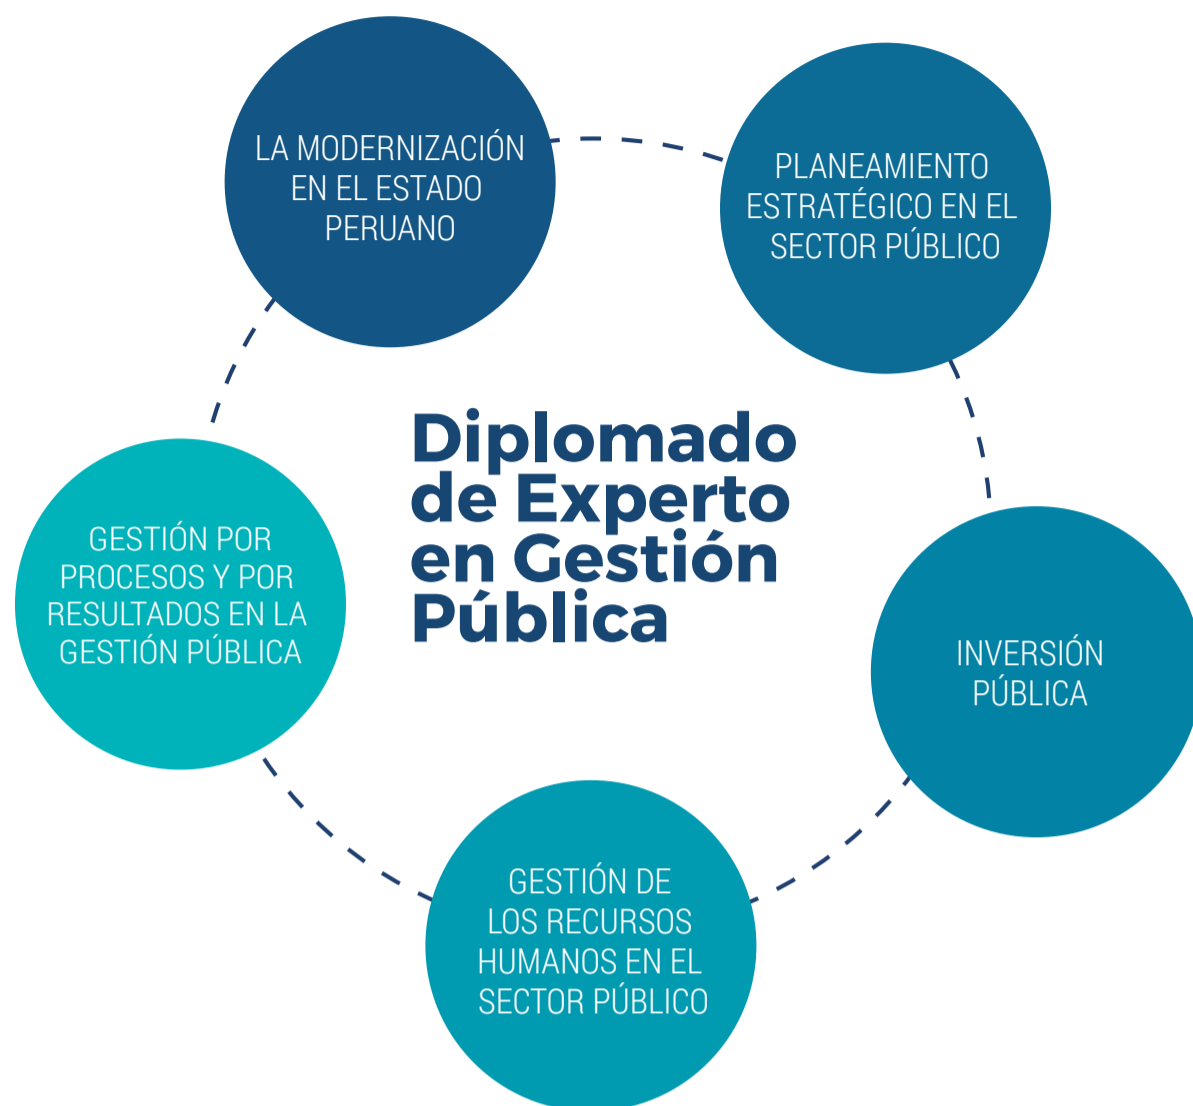 LA MODERNIZACIÓN
EN EL ESTADO
PERUANO
PLANEAMIENTO
ESTRATÉGICO EN EL
SECTOR PÚBLICO
Diplomado
de Experto
en Gestión
Pública
GESTIÓN POR
PROCESOS Y POR
RESULTADOS EN LA
GESTIÓN PÚBLICA
INVERSIÓN
PÚBLICA
GESTIÓN DE
LOS RECURSOS
HUMANOS EN EL
SECTOR PÚBLICO